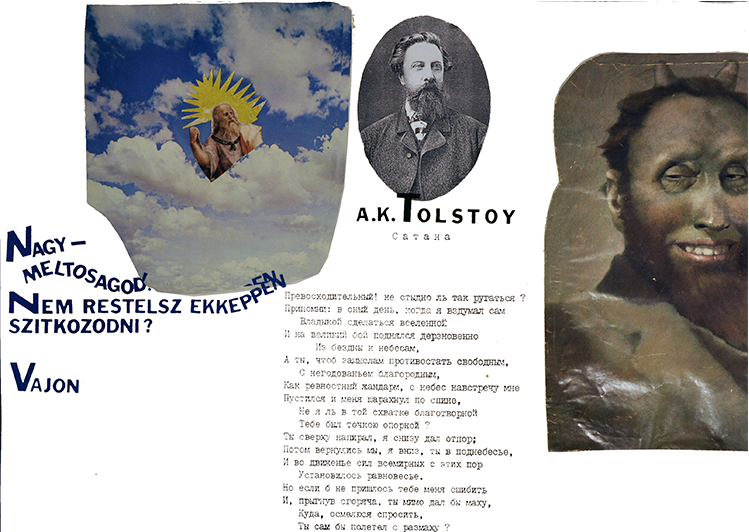 NAGY—
MELTOSAGOD!
NEM RESTELSZ EKKEPPEN
-EN
SZITKOZODNI?
VAJON
A.K. TOLSTOY
Сатана
Превосходительный! не стыдно ль так ругаться ?
Припомни: в оный день, когда я вздумал сам
Владыкой сделаться вселенной
И на великий бой поднялся дерзновенно
Из бездны к небесам,
А ты, чтоб замыслам противостать свободным,
С негодованьем благородным,
Как ревностный жандарм, с небес навстречу мне
Пустился и меня шарахнул по спине,
Не я ль в той схватке благотворной
Тебе был точкою опорной ?
Ты сверху напирал, я снизу дал отпор;
Потом вернулись мы, я вниз, ты в поднебесье,
И во движенье сил всемирных с этих пор
Установилось равновесье.
Но если б не пришлось тебе меня сшибить
И, прыгнув сгоряча, ты мимо дал бы маху,
Куда, осмелюся спросить,
Ты сам бы полетел с размаху ?